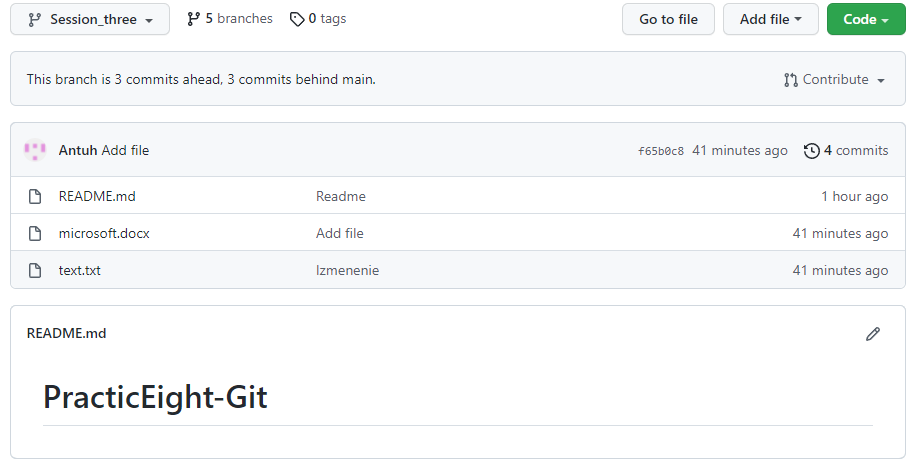 Session_three 5 branches 0 tags Go to file Add file Code
This branch is 3 commits ahead, 3 commits behind main. Contribute
Antuh Add file f65b0c8 41 minutes ago 4 commits
README.md Readme 1 hour ago
microsoft.docx Add file 41 minutes ago
text.txt Izmenenie 41 minutes ago
README.md
PracticEight-Git